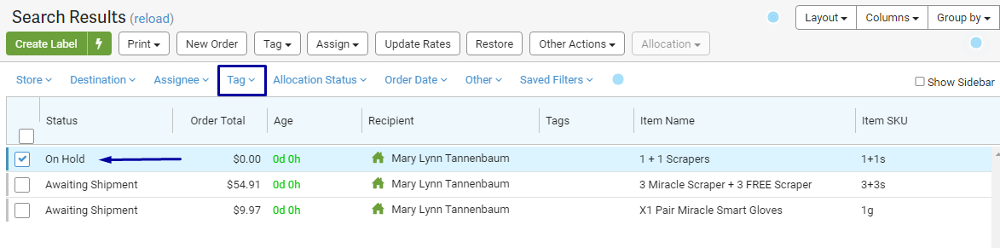 Search Results (reload) Layout Columns Group by
Create Label Print New Order Tag Assign Update Rates Restore Other Actions Allocation
Store Destination Assignee Tag Allocation Status Order Date Other Saved Filters Show Sidebar
Status Order Total Age Recipient Tags Item Name Item SKU
On Hold $0.00 0d 0h Mary Lynn Tannenbaum 1 + 1 Scrapers 1+1s
Awaiting Shipment $54.91 0d 0h Mary Lynn Tannenbaum 3 Miracle Scraper + 3 FREE Scraper 3+3s
Awaiting Shipment $9.97 0d 0h Mary Lynn Tannenbaum X1 Pair Miracle Smart Gloves 1g